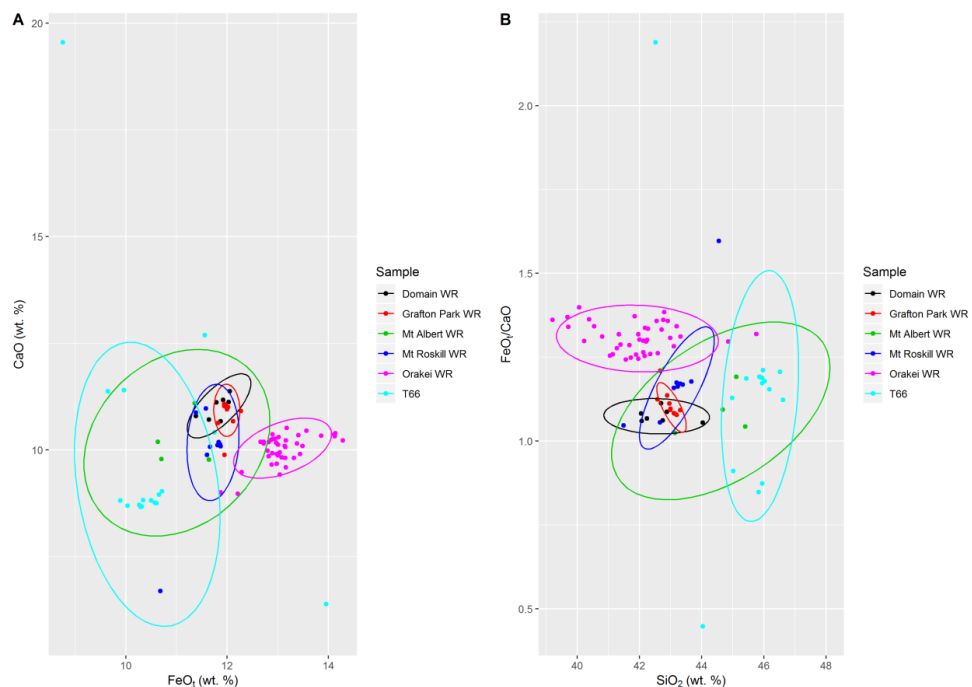 A
20
15
10
CaO (wt. %)
10
12
14
FeOt (wt. %)
Sample
Domain WR
Grafton Park WR
Mt Albert WR
Mt Roskill WR
Orakei WR
T66
B
2.0
1.5
1.0
0.5
FeOt/CaO
40
42
44
46
48
SiO2 (wt. %)
Sample
Domain WR
Grafton Park WR
Mt Albert WR
Mt Roskill WR
Orakei WR
T66